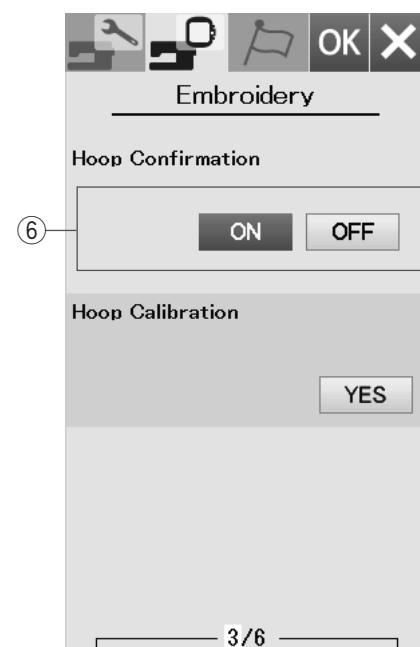 OK
Embroidery
Hoop Confirmation
⑥
ON OFF
Hoop Calibration
YES
3/6